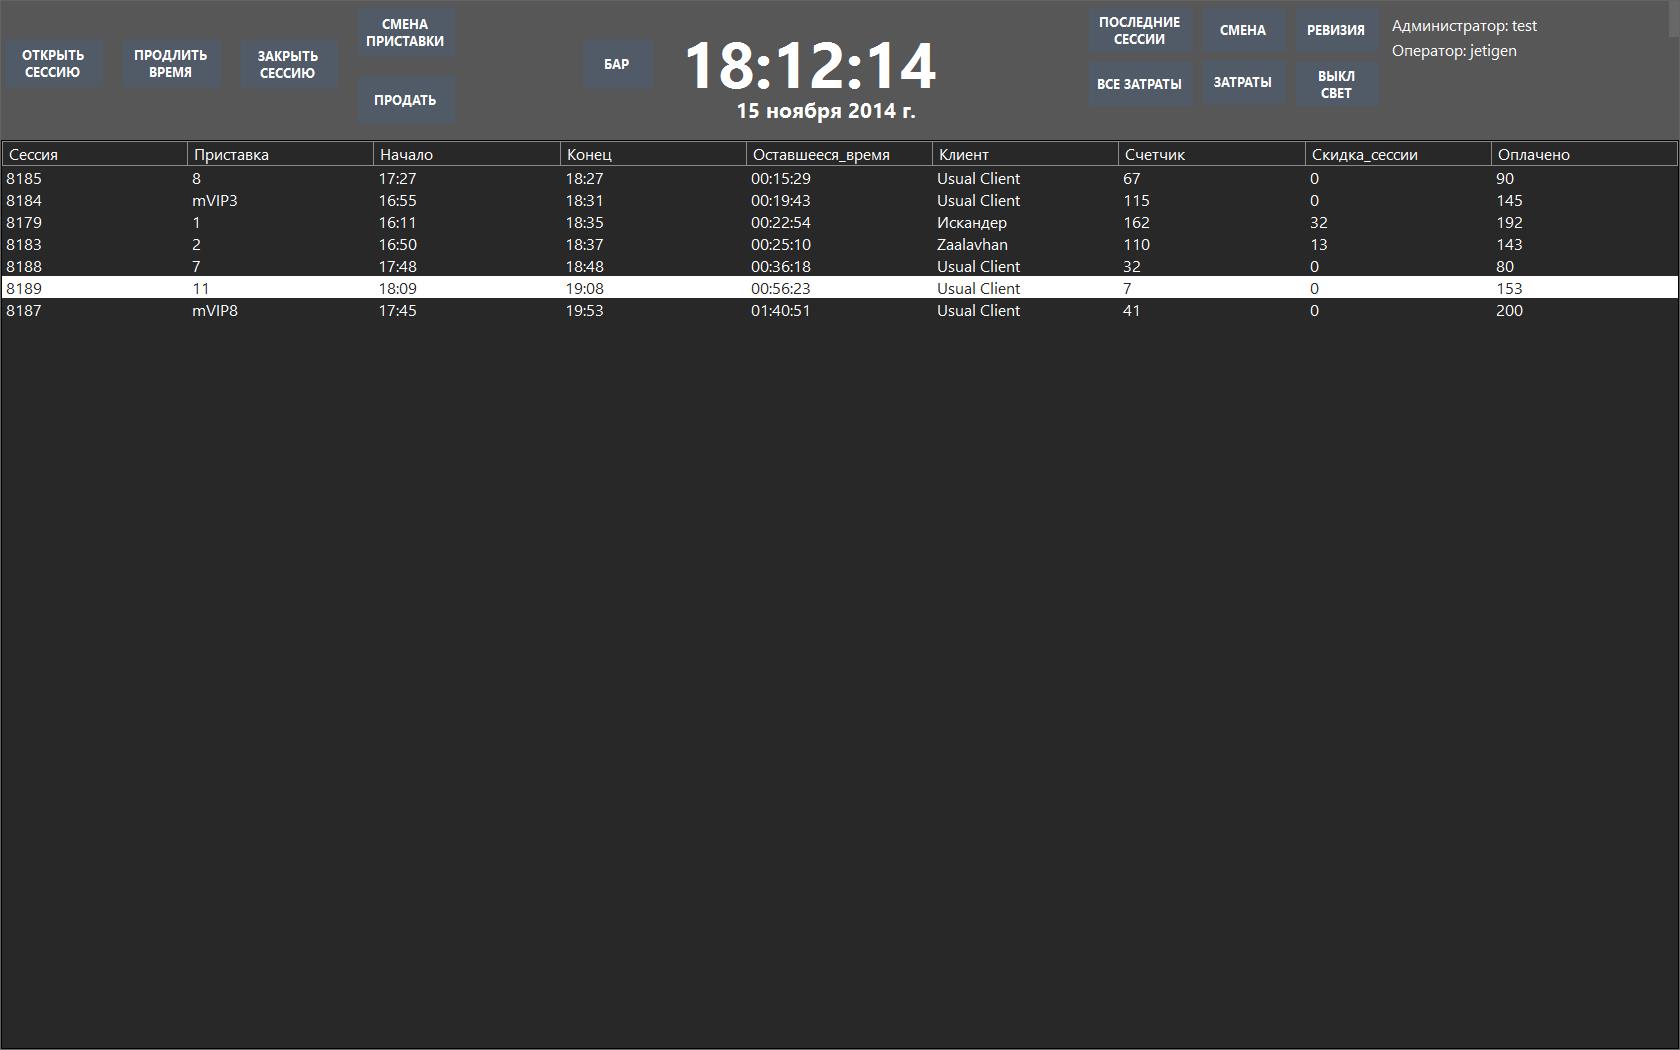 ОТКРЫТЬ
СЕССИЮ
ПРОДЛИТЬ
ВРЕМЯ
ЗАКРЫТЬ
СЕССИЮ
СМЕНА
ПРИСТАВКИ
ПРОДАТЬ
БАР
18:12:14
15 ноября 2014 г.
ПОСЛЕДНИЕ
СЕССИИ
СМЕНА
РЕВИЗИЯ
ВСЕ ЗАТРАТЫ
ЗАТРАТЫ
ВЫКЛ
СВЕТ
Администратор: test
Оператор: jetigen
Сессия Приставка Начало Конец Оставшееся_время Клиент Счетчик Скидка_сессии Оплачено
8185 8 17:27 18:27 00:15:29 Usual Client 67 0 90
8184 mVIP3 16:55 18:31 00:19:43 Usual Client 115 0 145
8179 1 16:11 18:35 00:22:54 Искандер 162 32 192
8183 2 16:50 18:37 00:25:10 Zaalavhan 110 13 143
8188 7 17:48 18:48 00:36:18 Usual Client 32 0 80
8189 11 18:09 19:08 00:56:23 Usual Client 7 0 153
8187 mVIP8 17:45 19:53 01:40:51 Usual Client 41 0 200